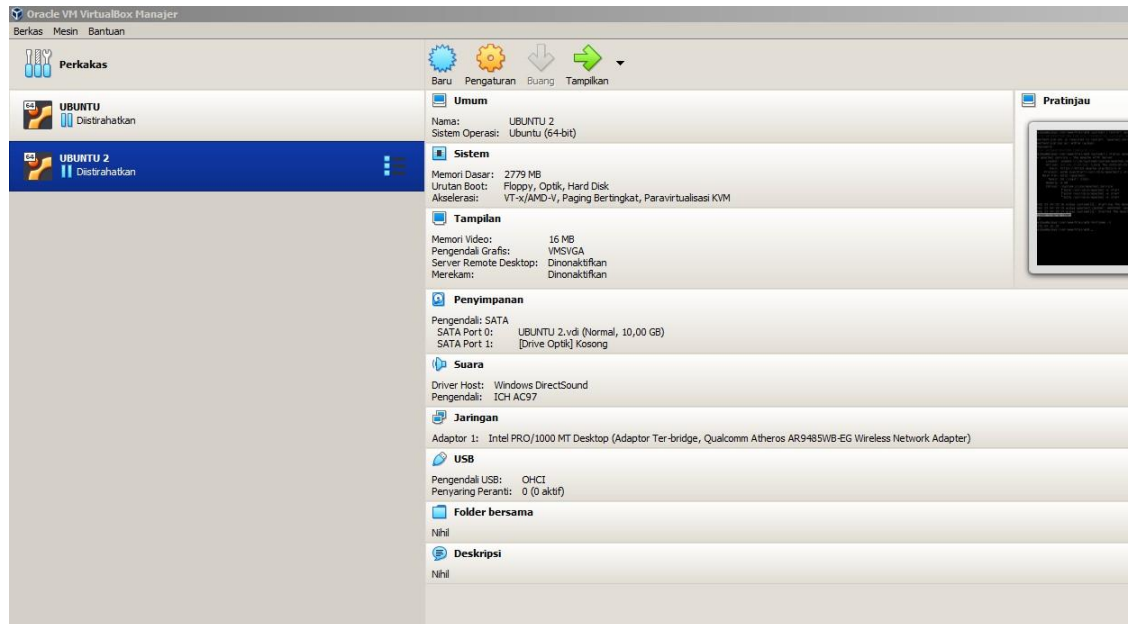 Oracle VM VirtualBox Manajer
Berkas Mesin Bantuan
Perkakas
Baru Pengaturan Buang Tampilkan
64
UBUNTU
Diistirahatkan
64
UBUNTU 2
Diistirahatkan
Umum
Nama: UBUNTU 2
Sistem Operasi: Ubuntu (64-bit)
Sistem
Memori Dasar: 2779 MB
Urutan Boot: Floppy, Optik, Hard Disk
Akselerasi: VT-x/AMD-V, Paging Bertingkat, Paravirtualisasi KVM
Tampilan
Memori Video: 16 MB
Pengendali Grafis: VMSVGA
Server Remote Desktop: Dinonaktifkan
Merekam: Dinonaktifkan
Penyimpanan
Pengendali: SATA
SATA Port 0: UBUNTU 2.vdi (Normal, 10,00 GB)
SATA Port 1: [Drive Optik] Kosong
Suara
Driver Host: Windows DirectSound
Pengendali: ICH AC97
Jaringan
Adaptor 1: Intel PRO/1000 MT Desktop (Adaptor Ter-bridge, Qualcomm Atheros AR9485WB-EG Wireless Network Adapter)
USB
Pengendali USB: OHCI
Penyaring Peranti: 0 (0 aktif)
Folder bersama
Nihil
Deskripsi
Nihil
Pratinjau